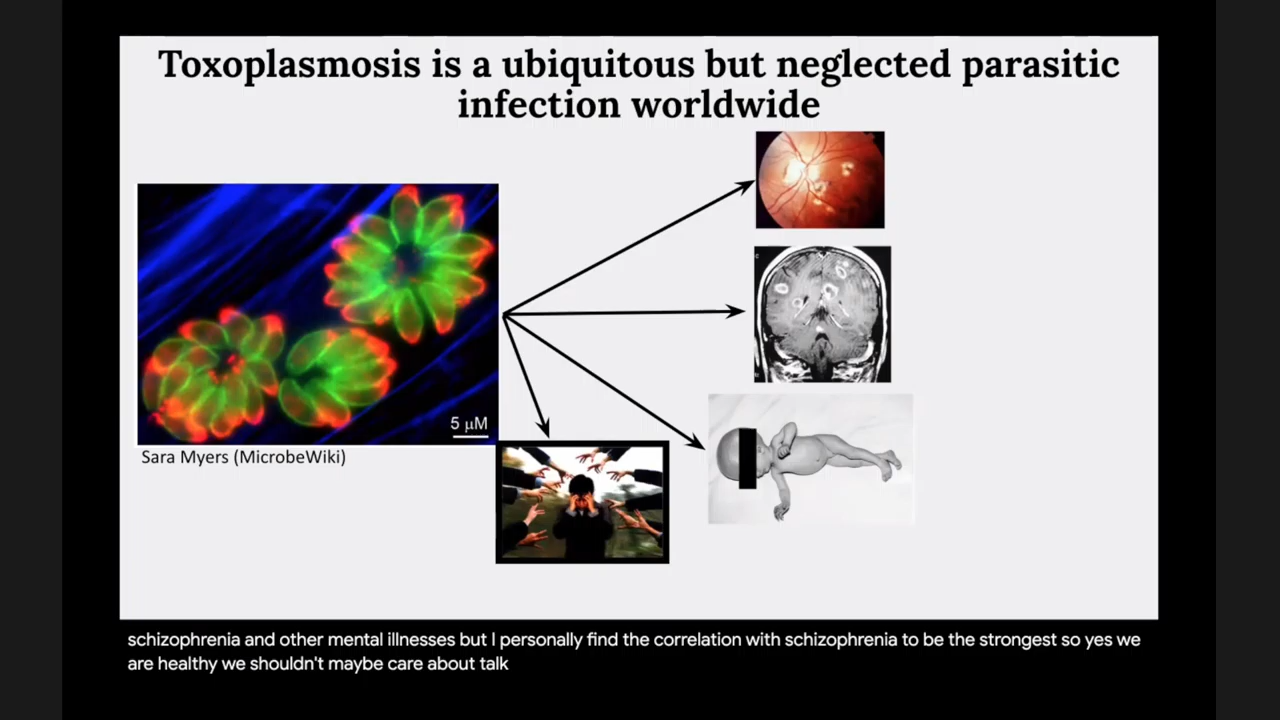 Toxoplasmosis is a ubiquitous but neglected parasitic
infection worldwide
5 μM
Sara Myers (MicrobeWiki)
schizophrenia and other mental illnesses but I personally find the correlation with schizophrenia to be the strongest so yes we
are healthy we shouldn't maybe care about talk